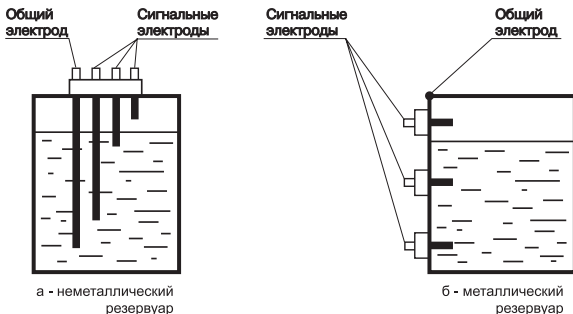 Общий
электрод
Сигнальные
электроды
Сигнальные
электроды
Общий
электрод
а - неметаллический
резервуар
б - металлический
резервуар